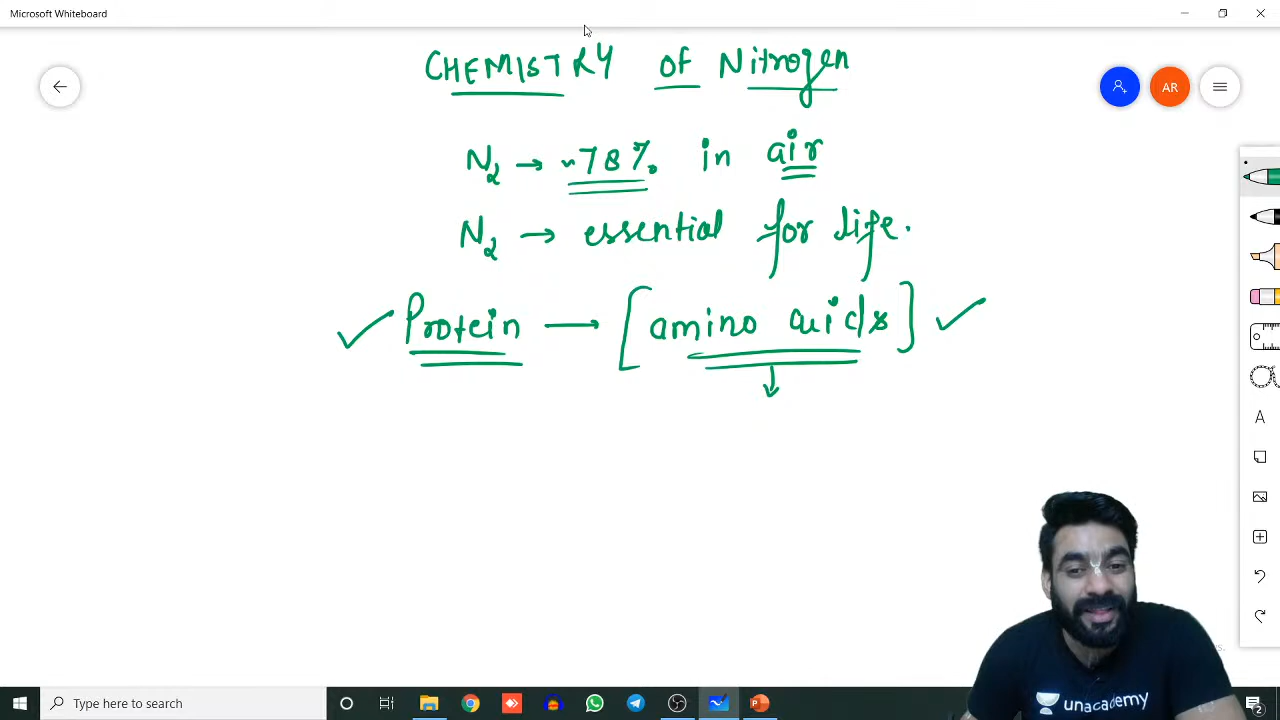 Microsoft Whiteboard
CHEMISTRY of Nitrogen
AR
N2 → ~78% in air
N2 → essential for life.
✓ Protein → [amino acids] ✓
↓
A
unacademy
Type here to search
2